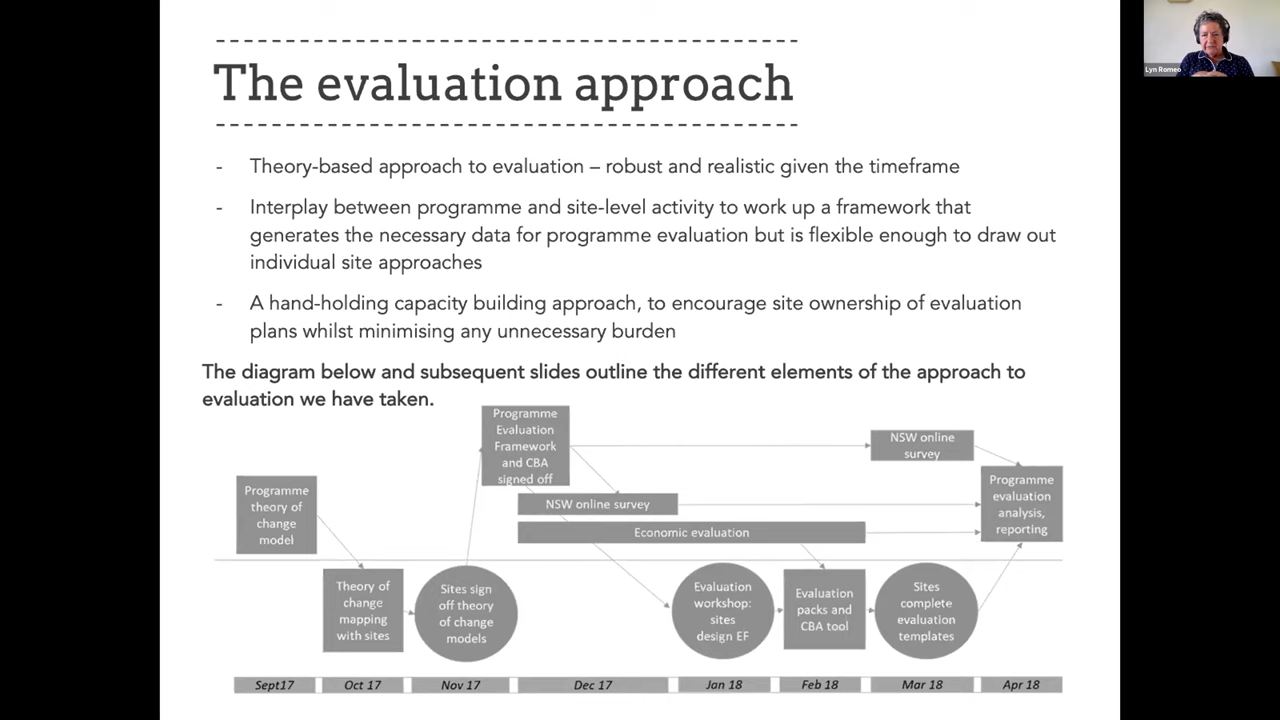 The evaluation approach
- Theory-based approach to evaluation – robust and realistic given the timeframe
- Interplay between programme and site-level activity to work up a framework that
generates the necessary data for programme evaluation but is flexible enough to draw out
individual site approaches
- A hand-holding capacity building approach, to encourage site ownership of evaluation
plans whilst minimising any unnecessary burden
The diagram below and subsequent slides outline the different elements of the approach to
evaluation we have taken.
Programme
theory of
change
model
Theory of
change
mapping
with sites
Sites sign
off theory
of change
models
Programme
Evaluation
Framework
and CBA
signed off
NSW online survey
Economic evaluation
Evaluation
workshop:
sites
design EF
Evaluation
packs and
CBA tool
NSW online
survey
Sites
complete
evaluation
templates
Programme
evaluation
analysis,
reporting
Sept17
Oct 17
Nov 17
Dec 17
Jan 18
Feb 18
Mar 18
Apr 18
Lyn Romeo